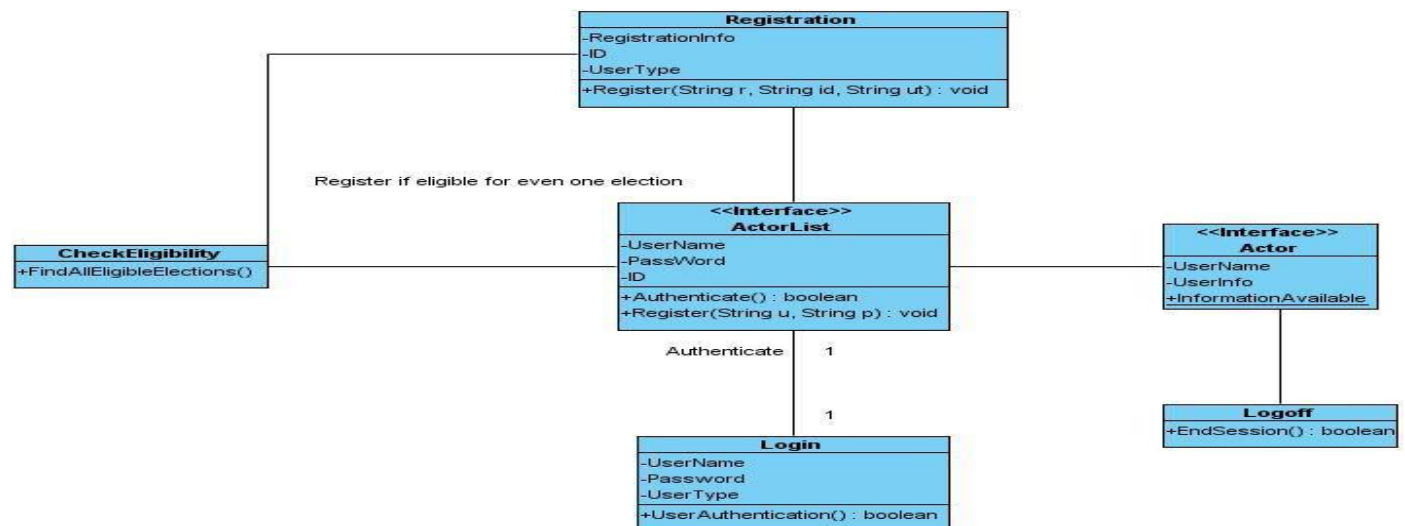 Registration
-RegistrationInfo
-ID
-UserType
+Register(String r, String id, String ut) : void
Register if eligible for even one election
<<Interface>>
ActorList
-UserName
-PassWord
-ID
+Authenticate() : boolean
+Register(String u, String p) : void
CheckEligibility
+FindAllEligibleElections()
<<Interface>>
Actor
-UserName
-UserInfo
+InformationAvailable
Authenticate 1
1
Logoff
+EndSession() : boolean
Login
-UserName
-Password
-UserType
+UserAuthentication() : boolean